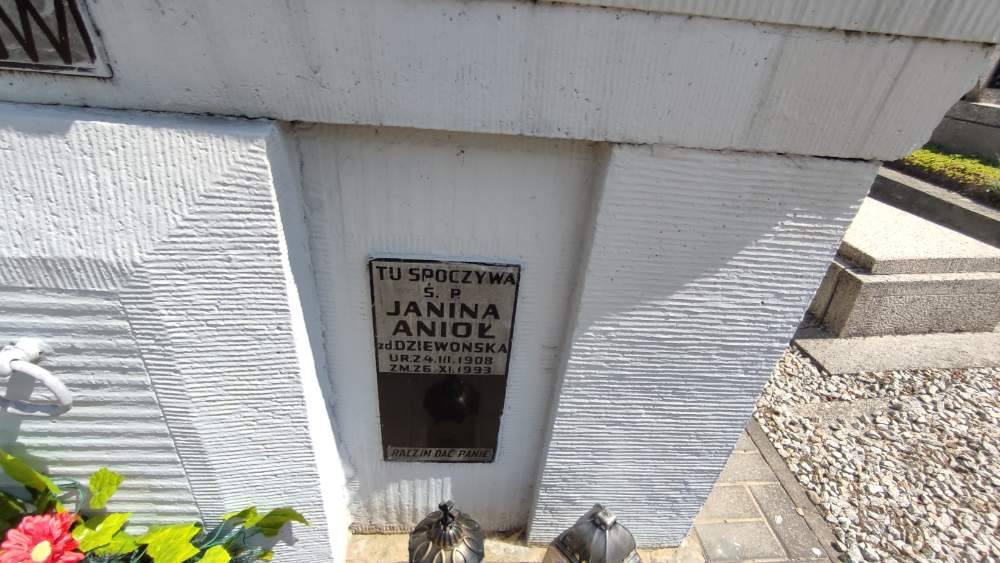 TU SPOCZYWA
Ś. P.
JANINA
ANIOŁ
zd.DZIEWOŃSKA
UR.24.III.1908
ZM.26.XI.1993
RACZ IM DAĆ PANIE